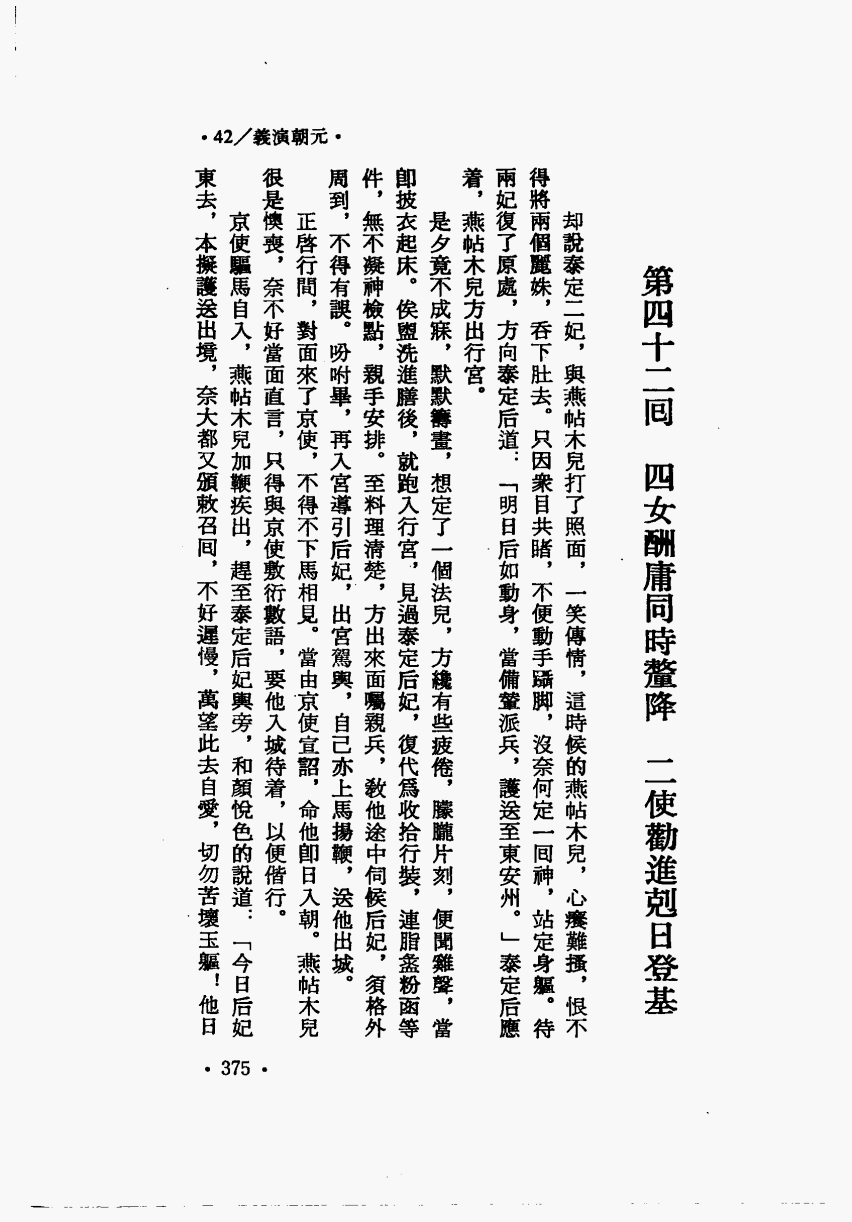 •42／義演朝元•
第四十二囘　四女酬庸同時釐降　二使勸進剋日登基
却說泰定二妃，與燕帖木兒打了照面，一笑傳情，這時候的燕帖木兒，心癢難搔，恨不
得將兩個麗姝，吞下肚去。只因衆目共睹，不便動手躡脚，沒奈何定一囘神，站定身軀。待
兩妃復了原處，方向泰定后道：「明日后如動身，當備輦派兵，護送至東安州。」泰定后應
着，燕帖木兒方出行宮。
是夕竟不成寐，默默籌畫，想定了一個法兒，方纔有些疲倦，朦朧片刻，便聞雞聲，當
卽披衣起床。俟盥洗進膳後，就跑入行宮，見過泰定后妃，復代爲收拾行裝，連脂盝粉函等
件，無不凝神檢點，親手安排。至料理淸楚，方出來面囑親兵，敎他途中伺候后妃，須格外
周到，不得有誤。吩咐畢，再入宮導引后妃，出宮駕輿，自己亦上馬揚鞭，送他出城。
正啓行間，對面來了京使，不得不下馬相見。當由京使宣詔，命他卽日入朝。燕帖木兒
很是懊喪，奈不好當面直言，只得與京使敷衍數語，要他入城待着，以便偕行。
京使驅馬自入，燕帖木兒加鞭疾出，趕至泰定后妃輿旁，和顏悅色的說道：「今日后妃
東去，本擬護送出境，奈大都又頒敕召囘，不好遲慢，萬望此去自愛，切勿苦壞玉軀！他日
•375•